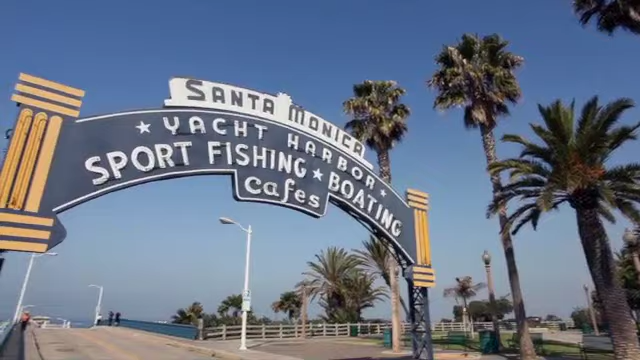 SANTA MONICA
★ YACHT HARBOR ★
SPORT FISHING ★ BOATING
Cafes